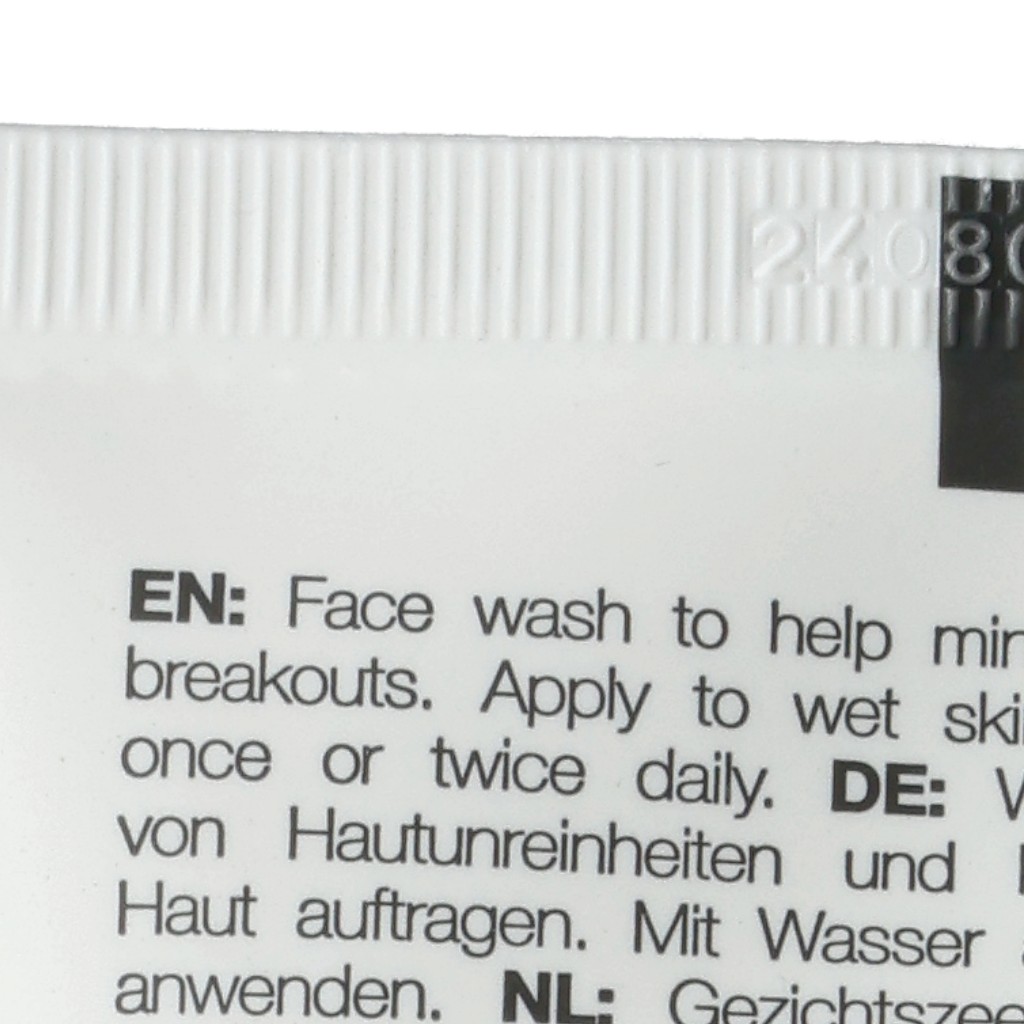 2408
EN: Face wash to help
breakouts. Apply to wet
once or twice daily. DE:
von Hautunreinheiten und
Haut auftragen. Mit Wasser
anwenden. NL: